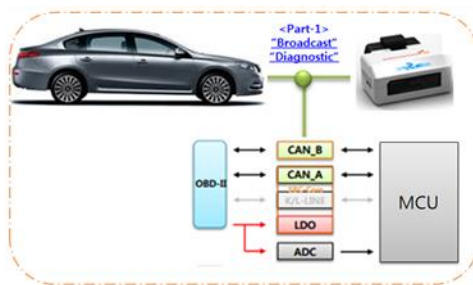 <Part-1>
"Broadcast"
"Diagnostic"
CAN_B
CAN_A
OBD-II
K/L-LINE
MCU
LDO
ADC